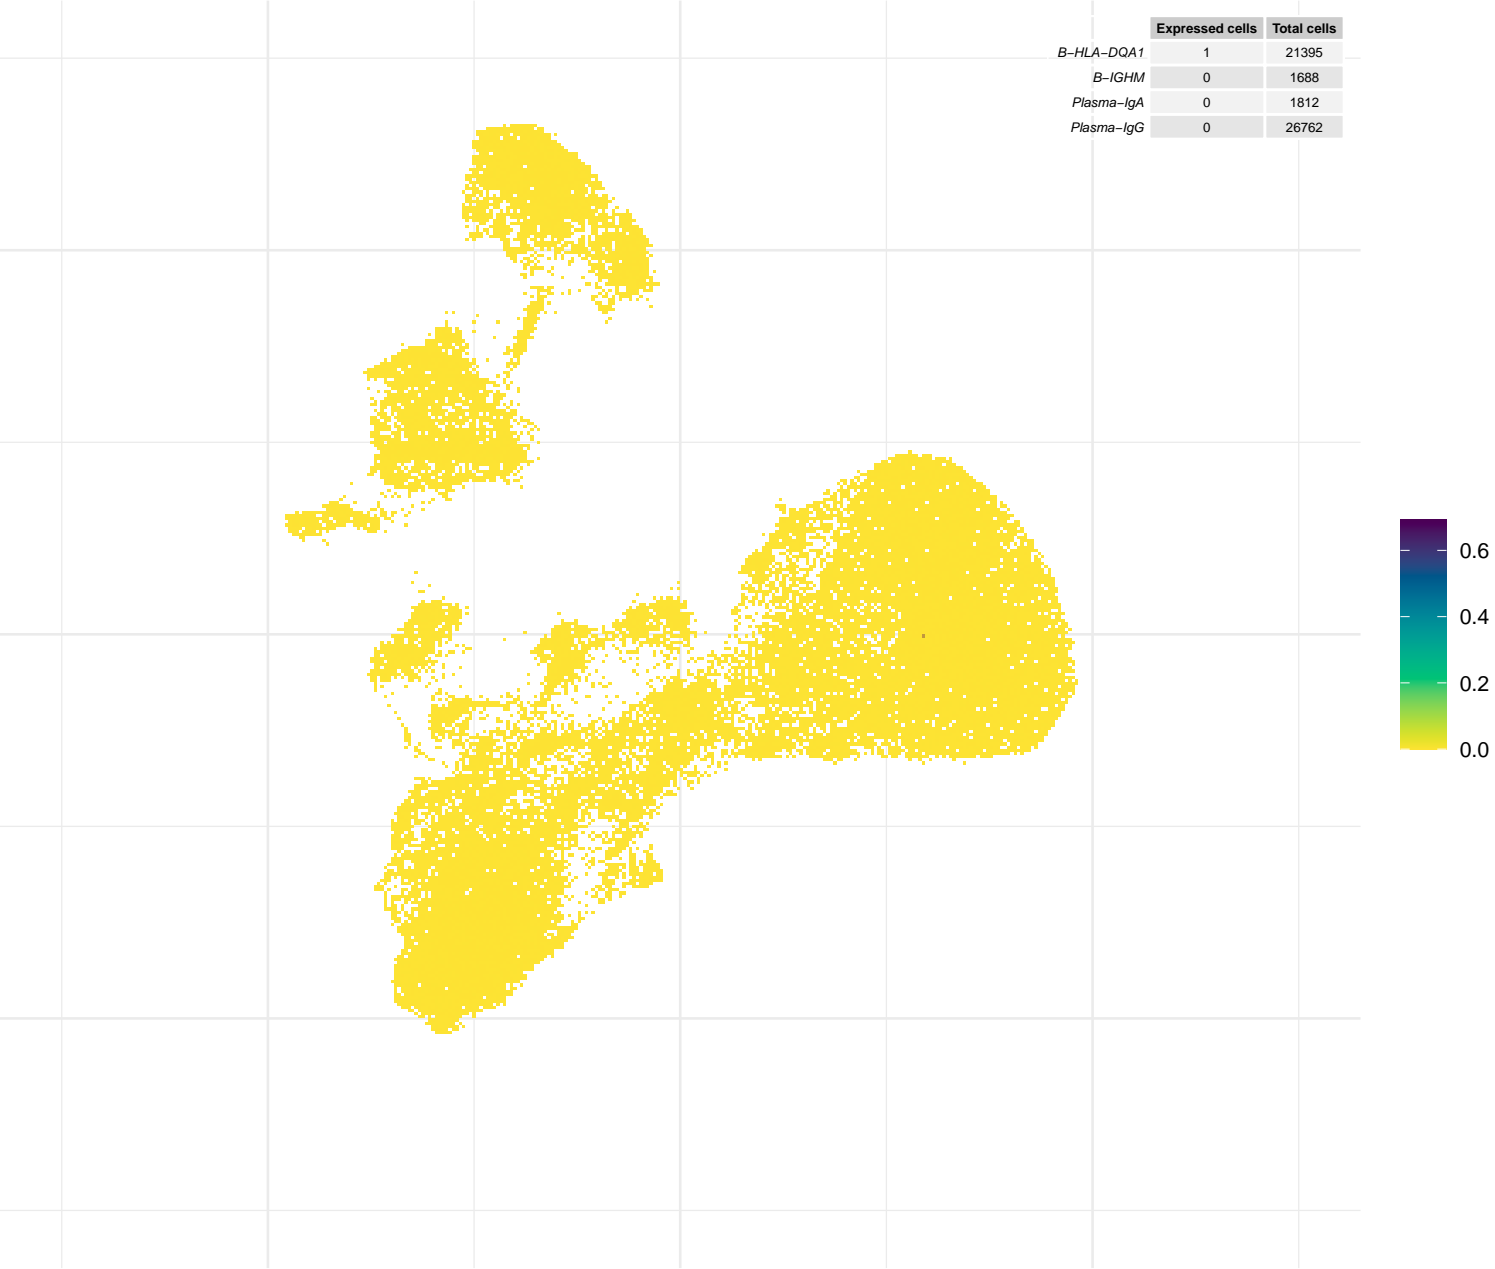 Expressed cells Total cells
B−HLA−DQA1 1 21395
B−IGHM 0 1688
Plasma−IgA 0 1812
Plasma−IgG 0 26762
0.6
0.4
0.2
0.0